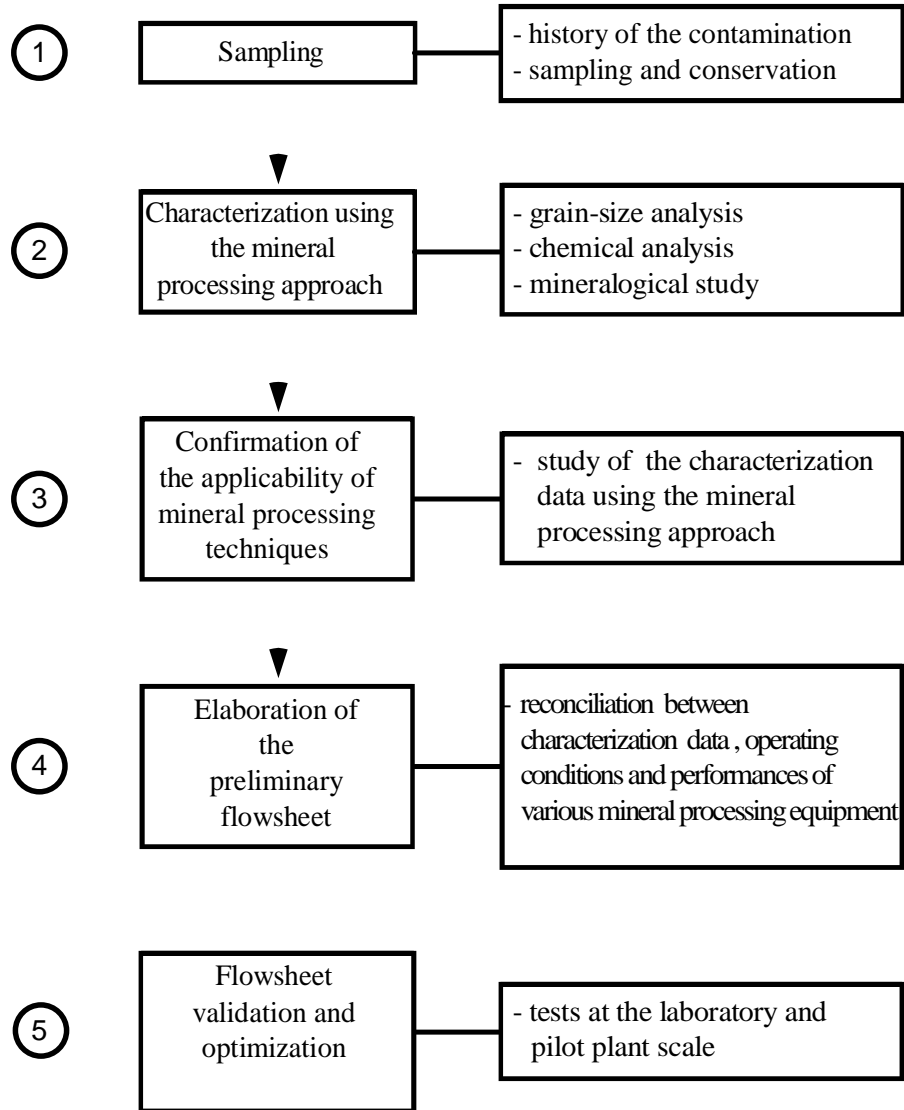 1
Sampling
- history of the contamination
- sampling and conservation
2
Characterization using
the mineral
processing approach
- grain-size analysis
- chemical analysis
- mineralogical study
3
Confirmation of
the applicability of
mineral processing
techniques
- study of the characterization
data using the mineral
processing approach
4
Elaboration of
the
preliminary
flowsheet
- reconciliation between
characterization data , operating
conditions and performances of
various mineral processing equipment
5
Flowsheet
validation and
optimization
- tests at the laboratory and
pilot plant scale